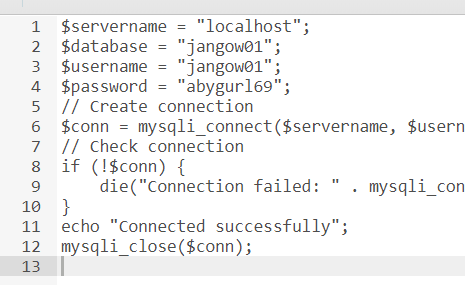 1 $servername = "localhost";
2 $database = "jangow01";
3 $username = "jangow01";
4 $password = "abygurl69";
5 // Create connection
6 $conn = mysqli_connect($servername, $usern
7 // Check connection
8 if (!$conn) {
9     die("Connection failed: " . mysqli_con
10 }
11 echo "Connected successfully";
12 mysqli_close($conn);
13